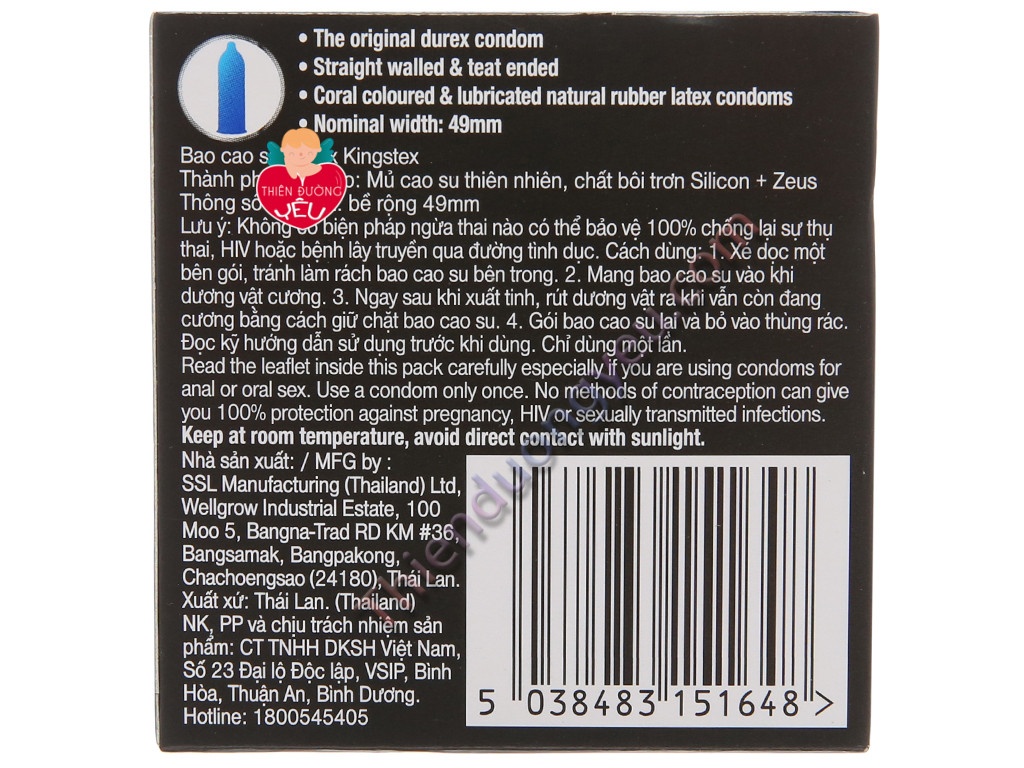 • The original durex condom
• Straight walled & teat ended
• Coral coloured & lubricated natural rubber latex condoms
• Nominal width: 49mm
Bao cao Kingstex
Thành Mủ cao su thiên nhiên, chất bôi trơn Silicon + Zeus
Thông số bề rộng 49mm
THIÊN ĐƯỜNG
YÊU
Lưu ý: Không có biện pháp ngừa thai nào có thể bảo vệ 100% chống lại sự thụ
thai, HIV hoặc bệnh lây truyền qua đường tình dục. Cách dùng: 1. Xé dọc một
bên gói, tránh làm rách bao cao su bên trong. 2. Mang bao cao su vào khi
dương vật cương. 3. Ngay sau khi xuất tinh, rút dương vật ra khi vẫn còn đang
cương bằng cách giữ chặt bao cao su. 4. Gói bao cao su lại và bỏ vào thùng rác.
Đọc kỹ hướng dẫn sử dụng trước khi dùng. Chỉ dùng một lần.
Read the leaflet inside this pack carefully especially if you are using condoms for
anal or oral sex. Use a condom only once. No methods of contraception can give
you 100% protection against pregnancy, HIV or sexually transmitted infections.
Keep at room temperature, avoid direct contact with sunlight.
Nhà sản xuất: / MFG by :
SSL Manufacturing (Thailand) Ltd,
Wellgrow Industrial Estate, 100
Moo 5, Bangna-Trad RD KM #36,
Bangsamak, Bangpakong,
Chachoengsao (24180), Thái Lan.
Xuất xứ: Thái Lan. (Thailand)
NK, PP và chịu trách nhiệm sản
phẩm: CT TNHH DKSH Việt Nam,
Số 23 Đại lộ Độc lập, VSIP, Bình
Hòa, Thuận An, Bình Dương.
Hotline: 1800545405
5 038483 151648 >
Thienduongyeu.com